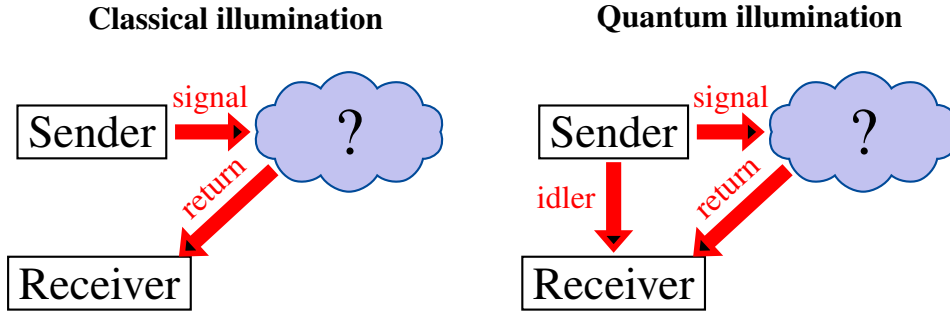 Classical illumination
signal
Sender
?
return
Receiver
Quantum illumination
signal
Sender
?
idler
return
Receiver